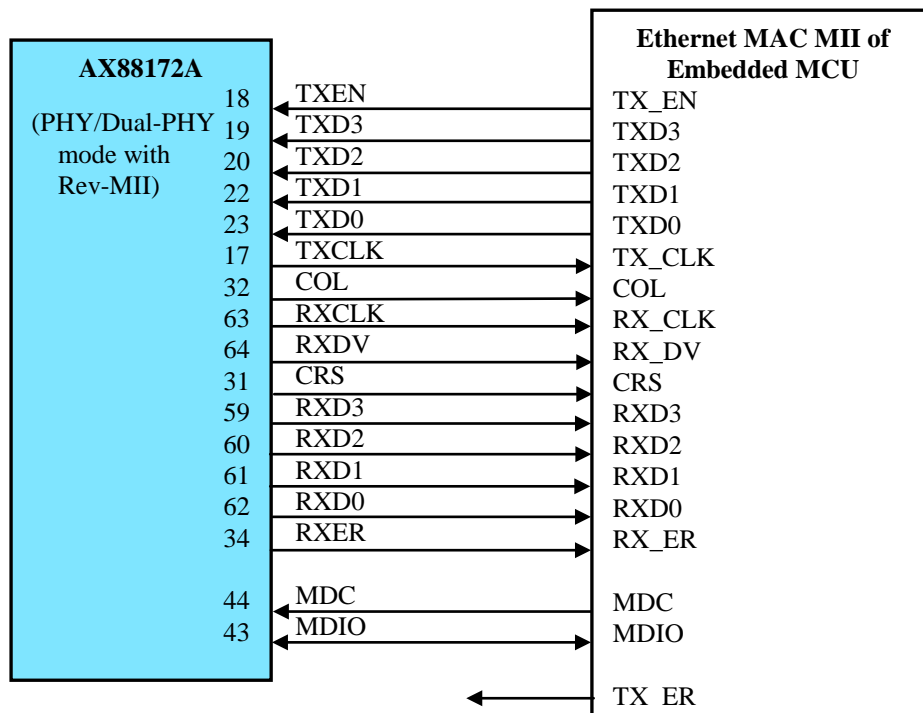 AX88172A
(PHY/Dual-PHY
mode with
Rev-MII)
Ethernet MAC MII of
Embedded MCU
18 TXEN TX_EN
19 TXD3 TXD3
20 TXD2 TXD2
22 TXD1 TXD1
23 TXD0 TXD0
17 TXCLK TX_CLK
32 COL COL
63 RXCLK RX_CLK
64 RXDV RX_DV
31 CRS CRS
59 RXD3 RXD3
60 RXD2 RXD2
61 RXD1 RXD1
62 RXD0 RXD0
34 RXER RX_ER
44 MDC MDC
43 MDIO MDIO
TX_ER